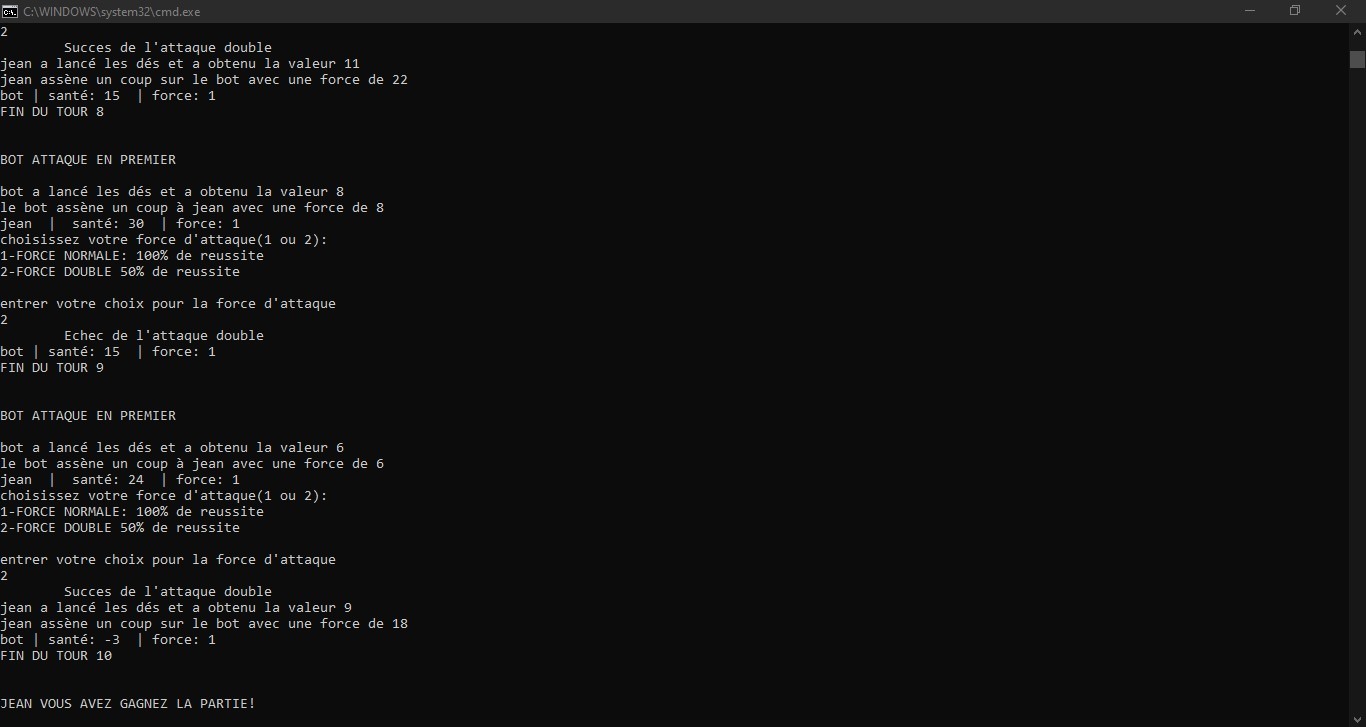 C:\WINDOWS\system32\cmd.exe
2
Succes de l'attaque double
jean a lancé les dés et a obtenu la valeur 11
jean assène un coup sur le bot avec une force de 22
bot | santé: 15 | force: 1
FIN DU TOUR 8
BOT ATTAQUE EN PREMIER
bot a lancé les dés et a obtenu la valeur 8
le bot assène un coup à jean avec une force de 8
jean | santé: 30 | force: 1
choisissez votre force d'attaque(1 ou 2):
1-FORCE NORMALE: 100% de reussite
2-FORCE DOUBLE 50% de reussite
entrer votre choix pour la force d'attaque
2
Echec de l'attaque double
bot | santé: 15 | force: 1
FIN DU TOUR 9
BOT ATTAQUE EN PREMIER
bot a lancé les dés et a obtenu la valeur 6
le bot assène un coup à jean avec une force de 6
jean | santé: 24 | force: 1
choisissez votre force d'attaque(1 ou 2):
1-FORCE NORMALE: 100% de reussite
2-FORCE DOUBLE 50% de reussite
entrer votre choix pour la force d'attaque
2
Succes de l'attaque double
jean a lancé les dés et a obtenu la valeur 9
jean assène un coup sur le bot avec une force de 18
bot | santé: -3 | force: 1
FIN DU TOUR 10
JEAN VOUS AVEZ GAGNEZ LA PARTIE!